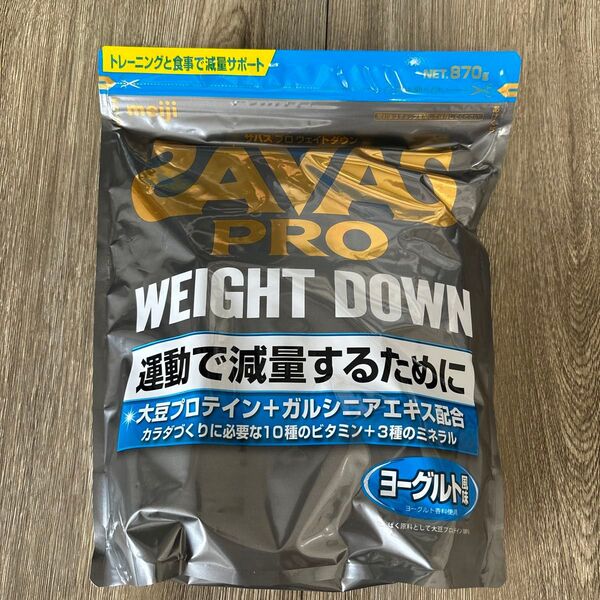 トレーニングと食事で減量サポート
NET.870g
meiji
ザバス プロ ウェイトダウン
SAVAS
PRO
WEIGHT DOWN
運動で減量するために
大豆プロテイン+ガルシニアエキス配合
カラダづくりに必要な10種のビタミン+3種のミネラル
ヨーグルト風味
ヨーグルト香料使用